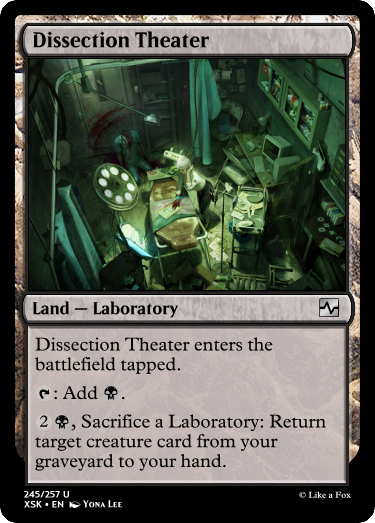 Dissection Theater
Land — Laboratory
Dissection Theater enters the
battlefield tapped.
: Add .
2 , Sacrifice a Laboratory: Return
target creature card from your
graveyard to your hand.
245/257 U
XSK • EN Yona Lee
© Like a Fox